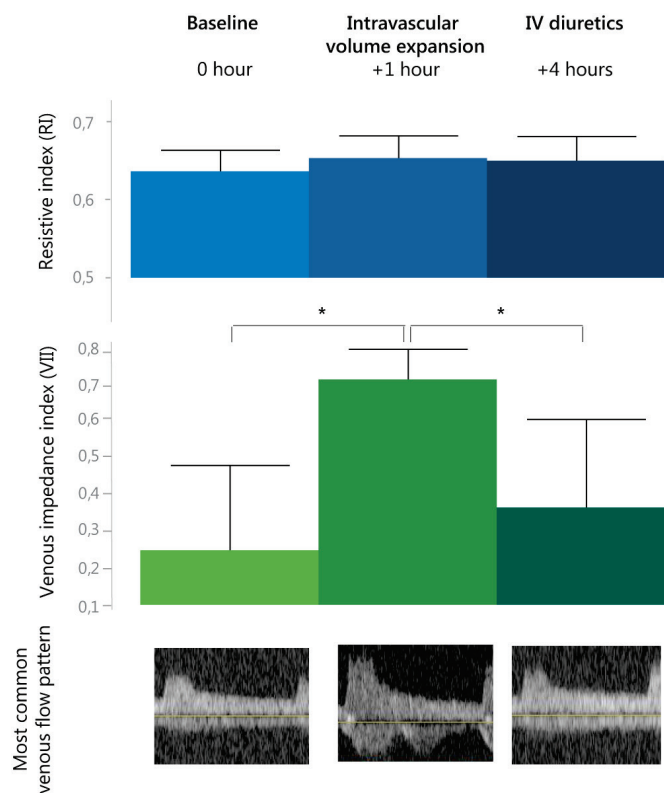 Baseline
Intravascular
volume expansion
IV diuretics
0 hour
+1 hour
+4 hours
Resistive index (RI)
0,7
0,6
0,5
*
*
Venous impedance index (VII)
0,8
0,7
0,6
0,5
0,4
0,3
0,2
0,1
Most common
venous flow pattern